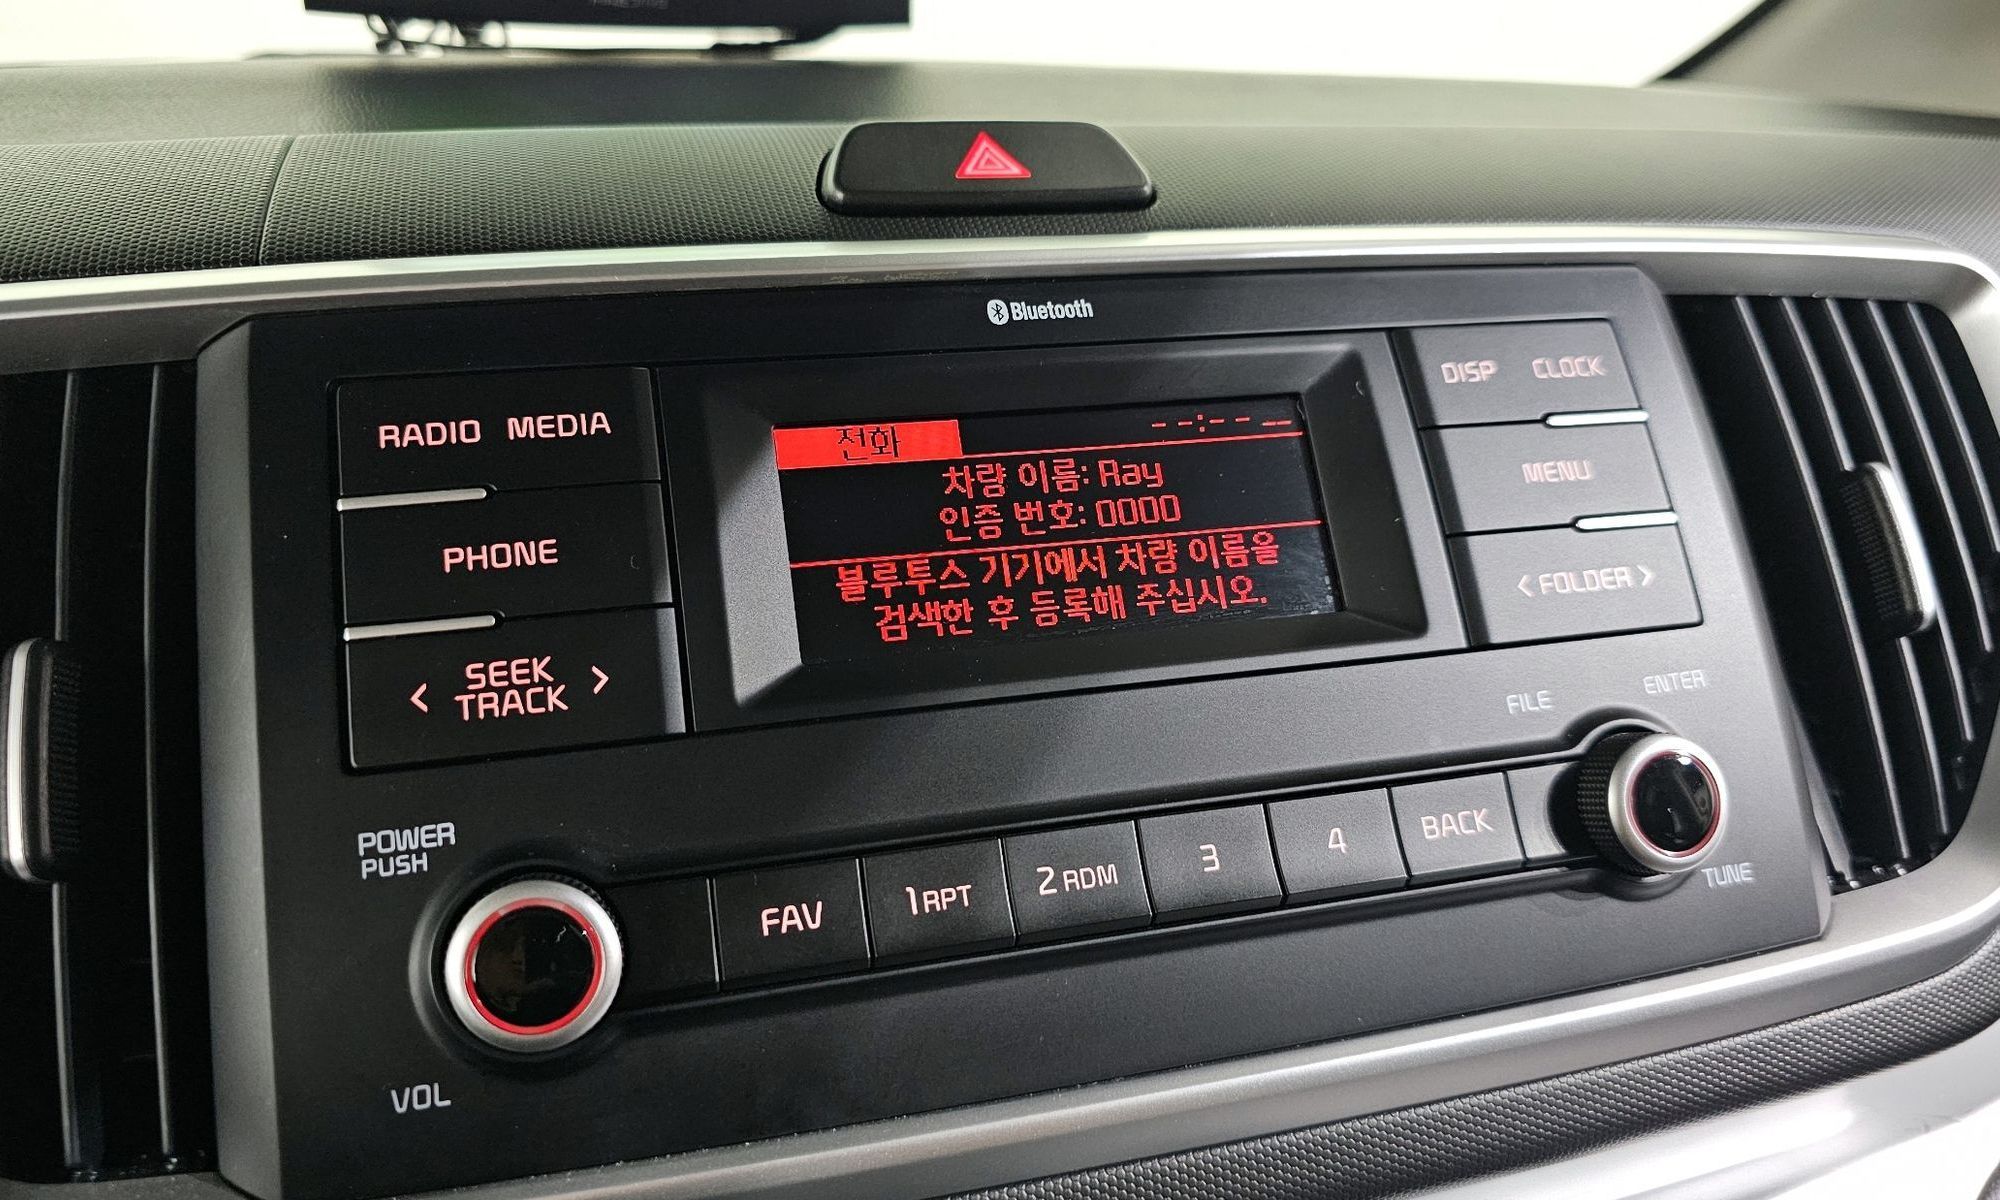 Bluetooth
RADIO MEDIA
PHONE
< SEEK TRACK >
전화 --:-- --
차량 이름: Ray
인증 번호: 0000
블루투스 기기에서 차량 이름을
검색한 후 등록해 주십시오.
DISP CLOCK
MENU
< FOLDER >
FILE
ENTER
TUNE
POWER
PUSH
VOL
FAV
1 RPT
2 RDM
3
4
BACK